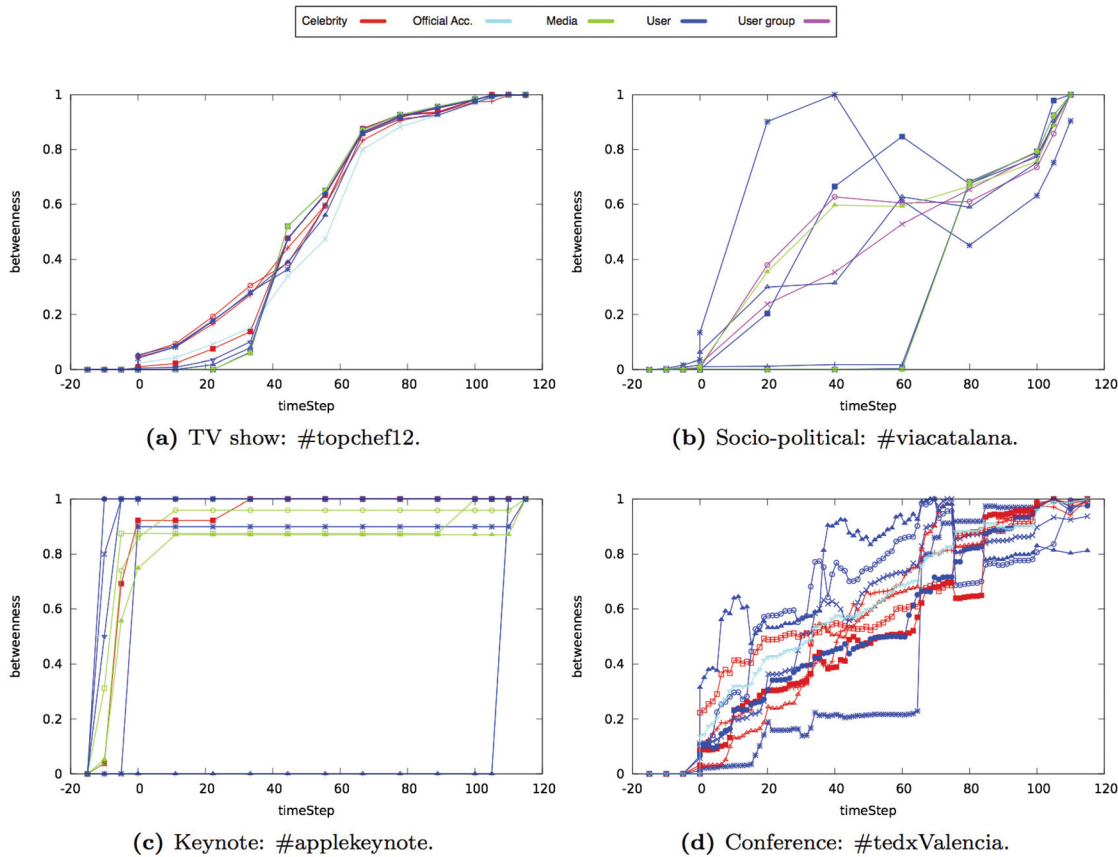 Celebrity Official Acc. Media User User group
1
0.8
0.6
0.4
0.2
0
betweenness
-20 0 20 40 60 80 100 120
timeStep
(a) TV show: #topchef12.
1
0.8
0.6
0.4
0.2
0
betweenness
-20 0 20 40 60 80 100 120
timeStep
(b) Socio-political: #viacatalana.
1
0.8
0.6
0.4
0.2
0
betweenness
-20 0 20 40 60 80 100 120
timeStep
(c) Keynote: #applekeynote.
1
0.8
0.6
0.4
0.2
0
betweenness
-20 0 20 40 60 80 100 120
timeStep
(d) Conference: #tedxValencia.